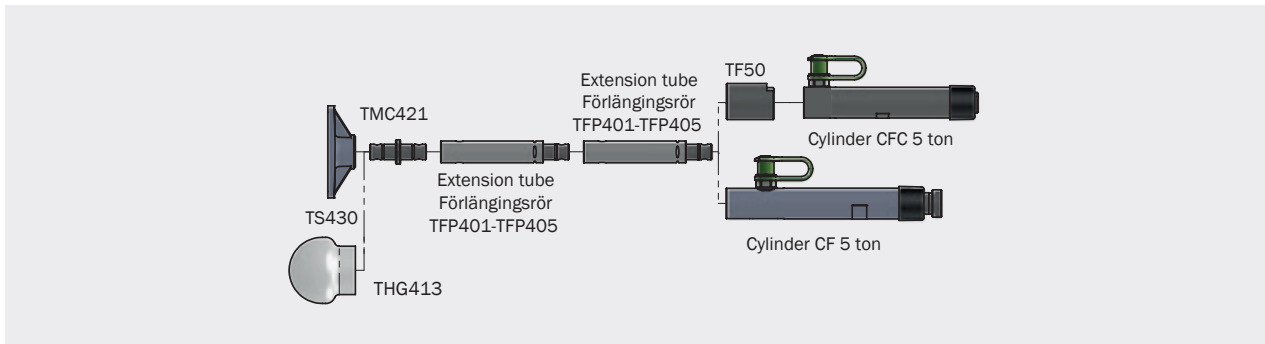 TF50
Extension tube
Förlängingsrör
TFP401-TFP405
TMC421
Cylinder CFC 5 ton
Extension tube
Förlängingsrör
TFP401-TFP405
TS430
Cylinder CF 5 ton
THG413